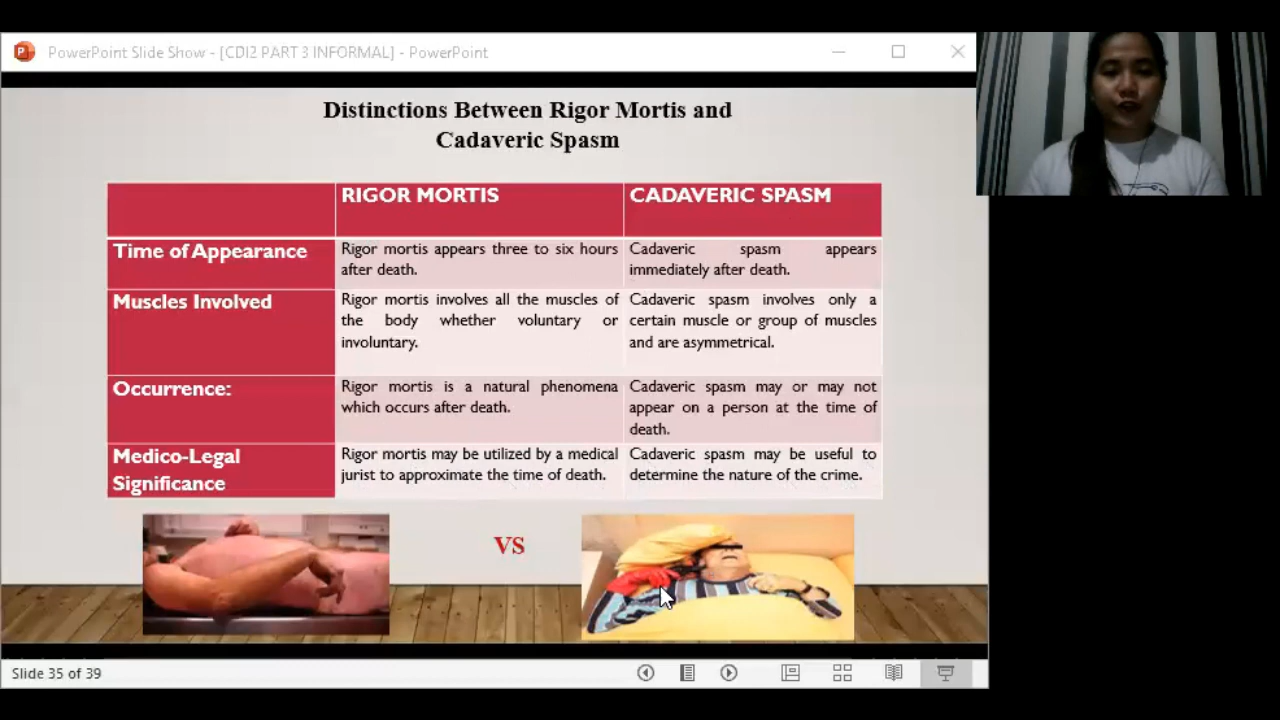 PowerPoint Slide Show - [CDI2 PART 3 INFORMAL] - PowerPoint
Distinctions Between Rigor Mortis and
Cadaveric Spasm
RIGOR MORTIS
CADAVERIC SPASM
Time of Appearance
Rigor mortis appears three to six hours
after death.
Cadaveric spasm appears
immediately after death.
Muscles Involved
Rigor mortis involves all the muscles of
the body whether voluntary or
involuntary.
Cadaveric spasm involves only a
certain muscle or group of muscles
and are asymmetrical.
Occurrence:
Rigor mortis is a natural phenomena
which occurs after death.
Cadaveric spasm may or may not
appear on a person at the time of
death.
Medico-Legal
Significance
Rigor mortis may be utilized by a medical
jurist to approximate the time of death.
Cadaveric spasm may be useful to
determine the nature of the crime.
VS
Slide 35 of 39